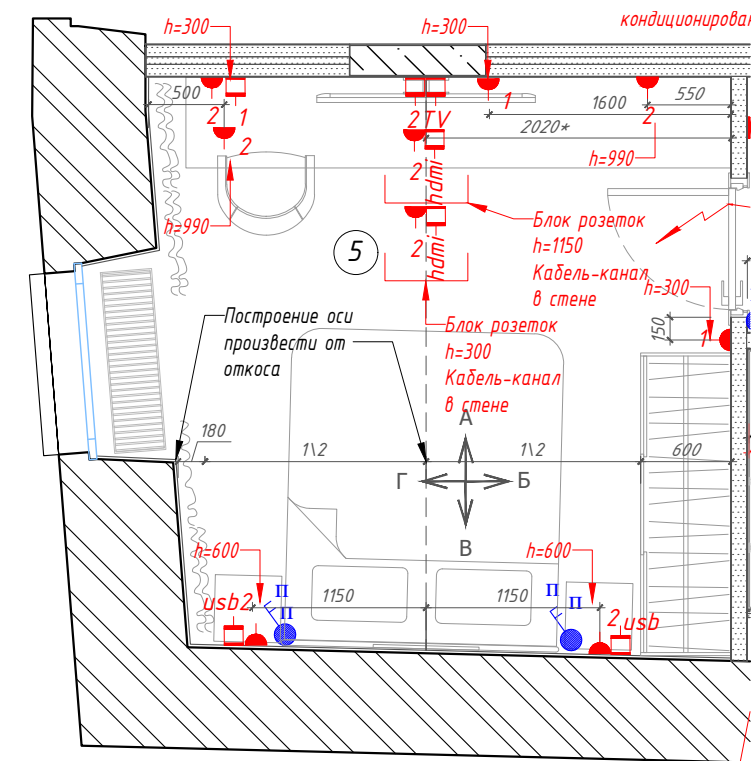 кондициониров
h=300
h=300
500
2
1
2
2
TV
1
1600
550
2
2020*
h=990
h=990
2
hdmi
2
hdmi
5
Блок розеток
h=1150
Кабель-канал
в стене
h=300
150
1
Построение оси
произвести от
откоса
Блок розеток
h=300
Кабель-канал
в стене
180
1\2
1\2
600
А
Г
Б
В
h=600
h=600
usb2
п
п
1150
1150
п
п
2
usb